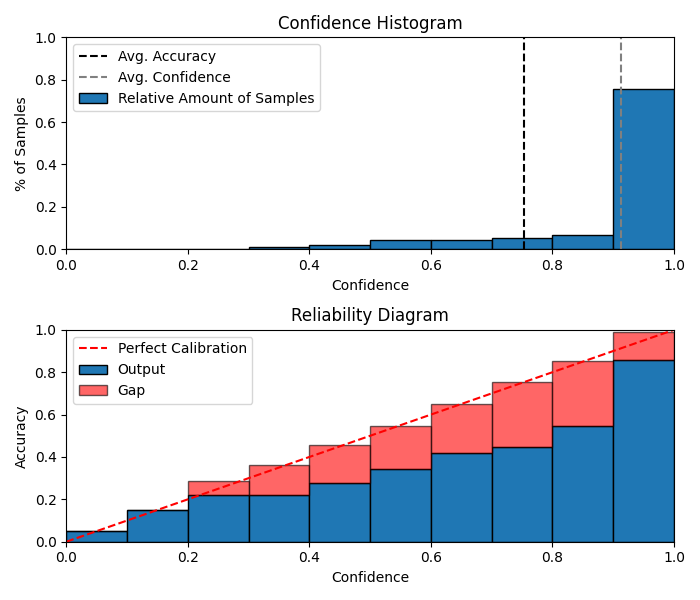 Confidence Histogram
1.0
0.8
0.6
0.4
0.2
0.0
% of Samples
Avg. Accuracy
Avg. Confidence
Relative Amount of Samples
0.0 0.2 0.4 0.6 0.8 1.0
Confidence
Reliability Diagram
1.0
0.8
0.6
0.4
0.2
0.0
Accuracy
Perfect Calibration
Output
Gap
0.0 0.2 0.4 0.6 0.8 1.0
Confidence